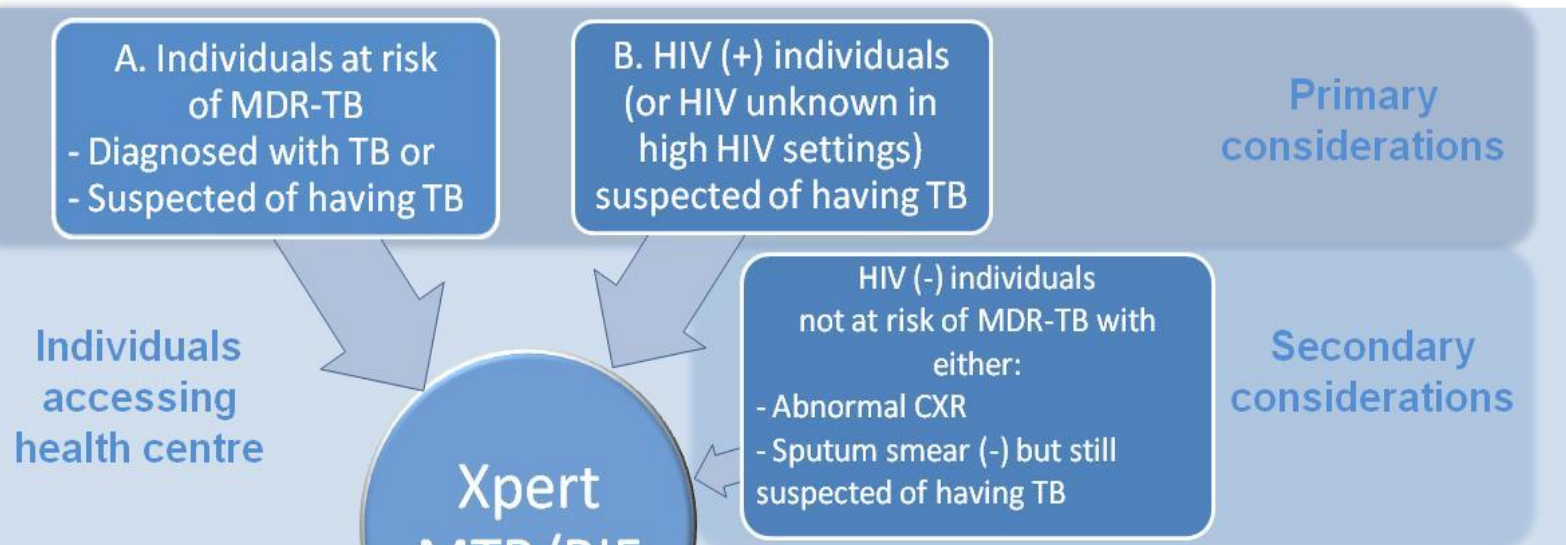 A. Individuals at risk
of MDR-TB
- Diagnosed with TB or
- Suspected of having TB
B. HIV (+) individuals
(or HIV unknown in
high HIV settings)
suspected of having TB
Primary
considerations
HIV (-) individuals
not at risk of MDR-TB with
either:
- Abnormal CXR
- Sputum smear (-) but still
suspected of having TB
Secondary
considerations
Individuals
accessing
health centre
Xpert
MTB/RIF